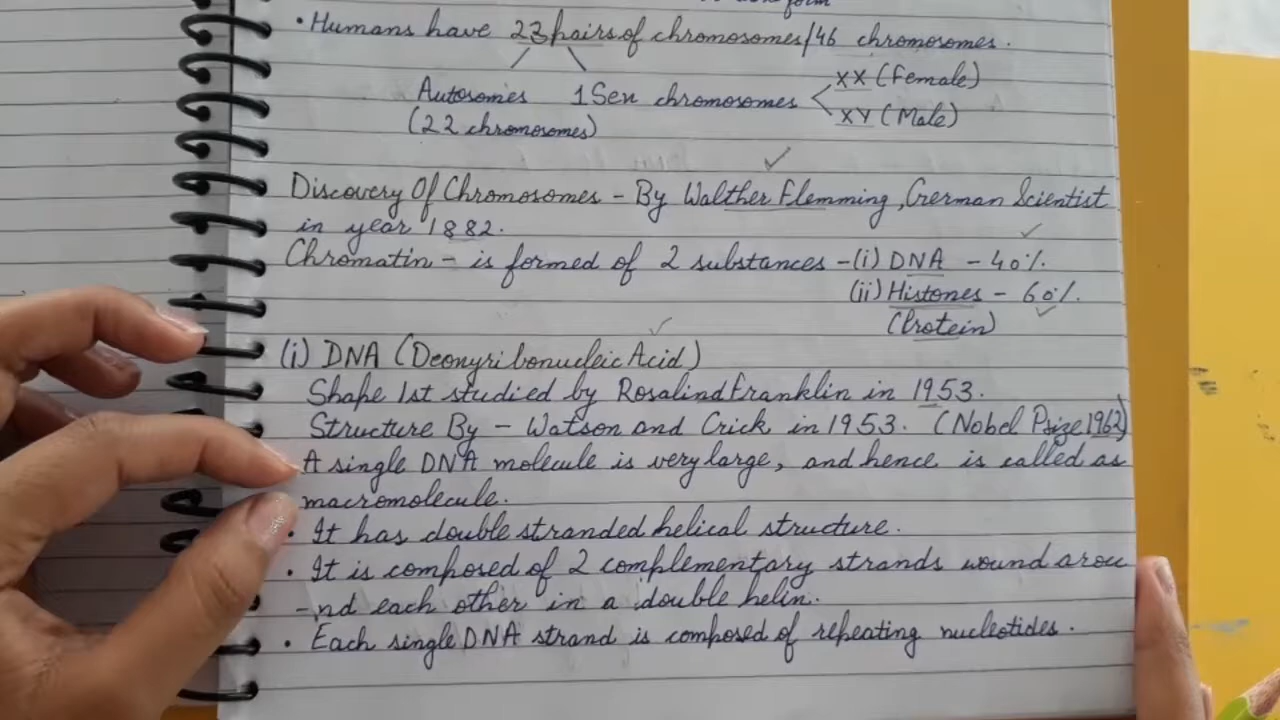 form
• Humans have 23 pairs of chromosomes/46 chromosomes.
Autosomes 1 Sex chromosomes XX (Female)
(22 chromosomes) XY (Male)
Discovery Of Chromosomes - By Walther Flemming, German Scientist
in year 1882.
Chromatin - is formed of 2 substances - (i) DNA - 40%.
(ii) Histones - 60%.
(Protein)
(i) DNA (Deoxyribonucleic Acid)
Shape 1st studied by Rosalind Franklin in 1953.
Structure By - Watson and Crick in 1953. (Nobel Prize 1962)
A single DNA molecule is very large, and hence is called as
macromolecule.
• It has double stranded helical structure.
• It is composed of 2 complementary strands wound arou
-nd each other in a double helix.
• Each single DNA strand is composed of repeating nucleotides.